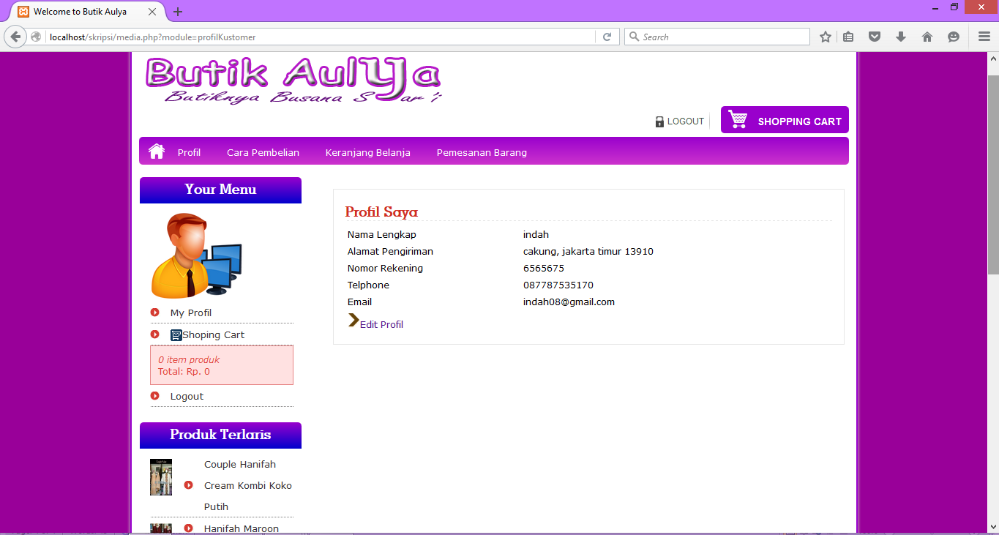 Welcome to Butik Aulya
localhost/skripsi/media.php?module=profilKustomer
Search
Butik AulYa
Butiknya Busana S ar'i
LOGOUT
SHOPPING CART
Profil Cara Pembelian Keranjang Belanja Pemesanan Barang
Your Menu
My Profil
Shoping Cart
0 item produk
Total: Rp. 0
Logout
Produk Terlaris
Couple Hanifah
Cream Kombi Koko
Putih
Hanifah Maroon
Profil Saya
Nama Lengkap indah
Alamat Pengiriman cakung, jakarta timur 13910
Nomor Rekening 6565675
Telphone 087787535170
Email indah08@gmail.com
Edit Profil